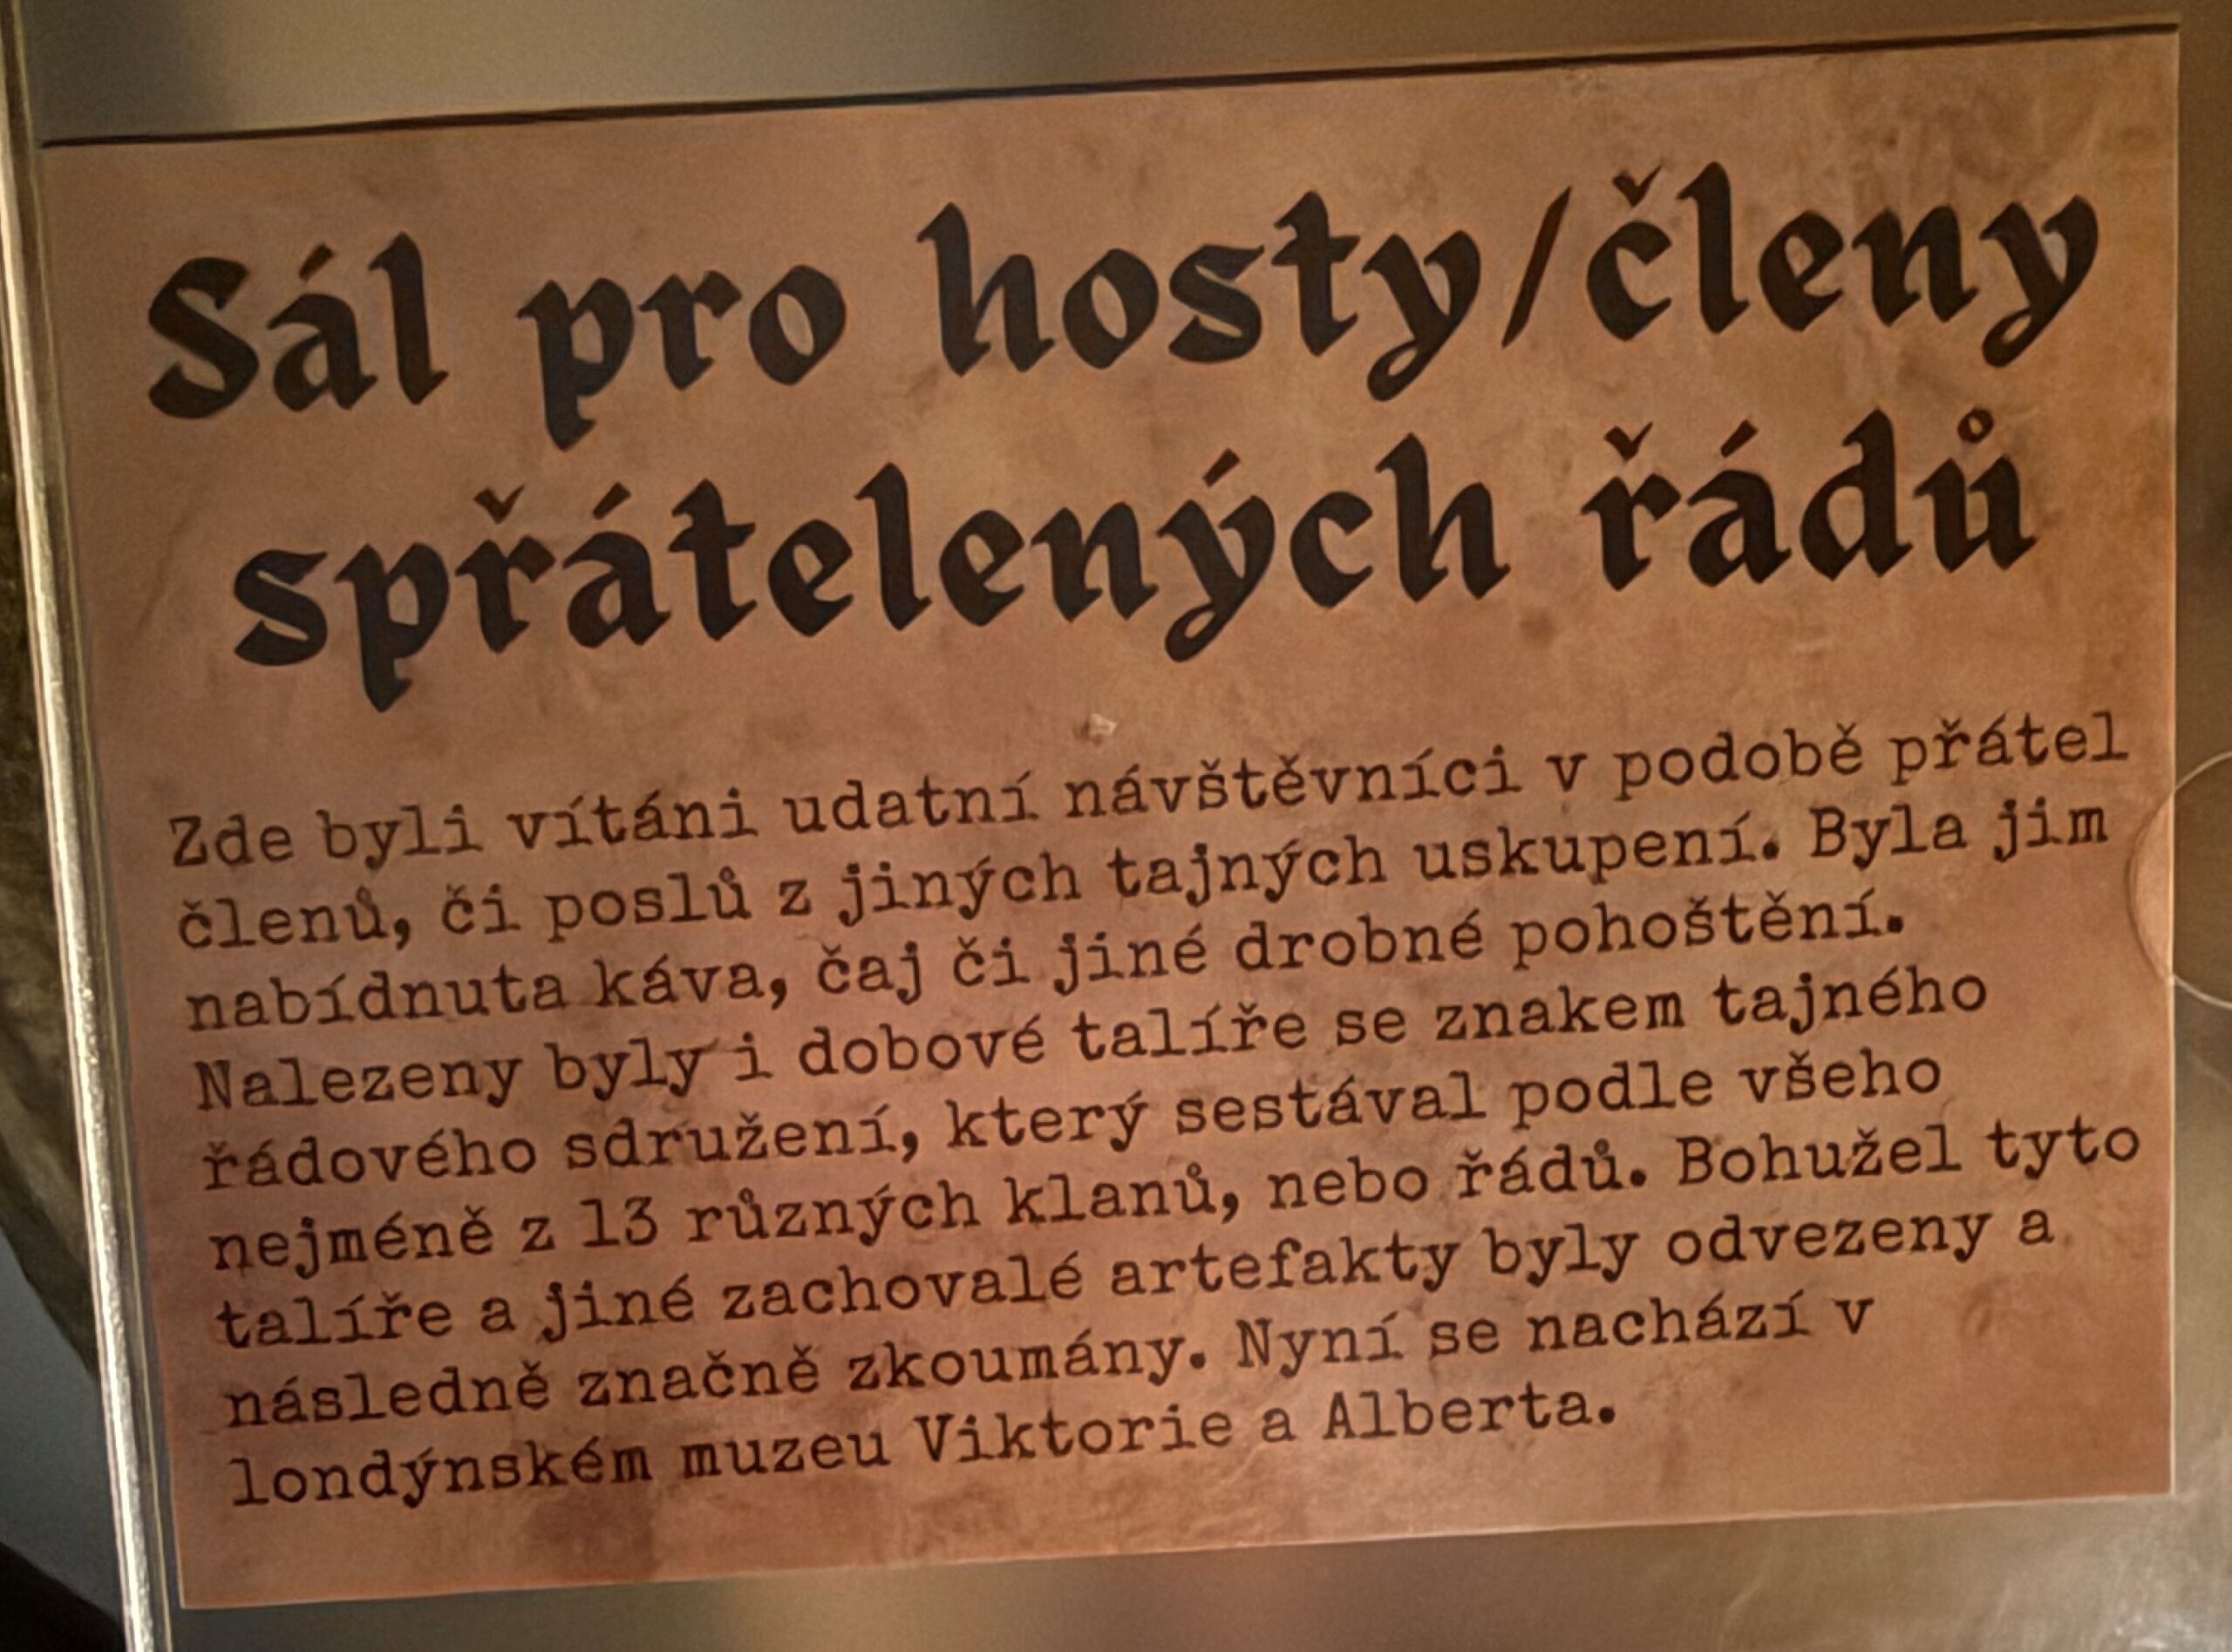 Sál pro hosty/členy
spřátelených řádů
Zde byli vítáni udatní návštěvníci v podobě přátel
členů, či poslů z jiných tajných uskupení. Byla jim
nabídnuta káva, čaj či jiné drobné pohoštění.
Nalezeny byly i dobové talíře se znakem tajného
řádového sdružení, který sestával podle všeho
nejméně z 13 různých klanů, nebo řádů. Bohužel tyto
talíře a jiné zachovalé artefakty byly odvezeny a
následně značně zkoumány. Nyní se nachází v
londýnském muzeu Viktorie a Alberta.